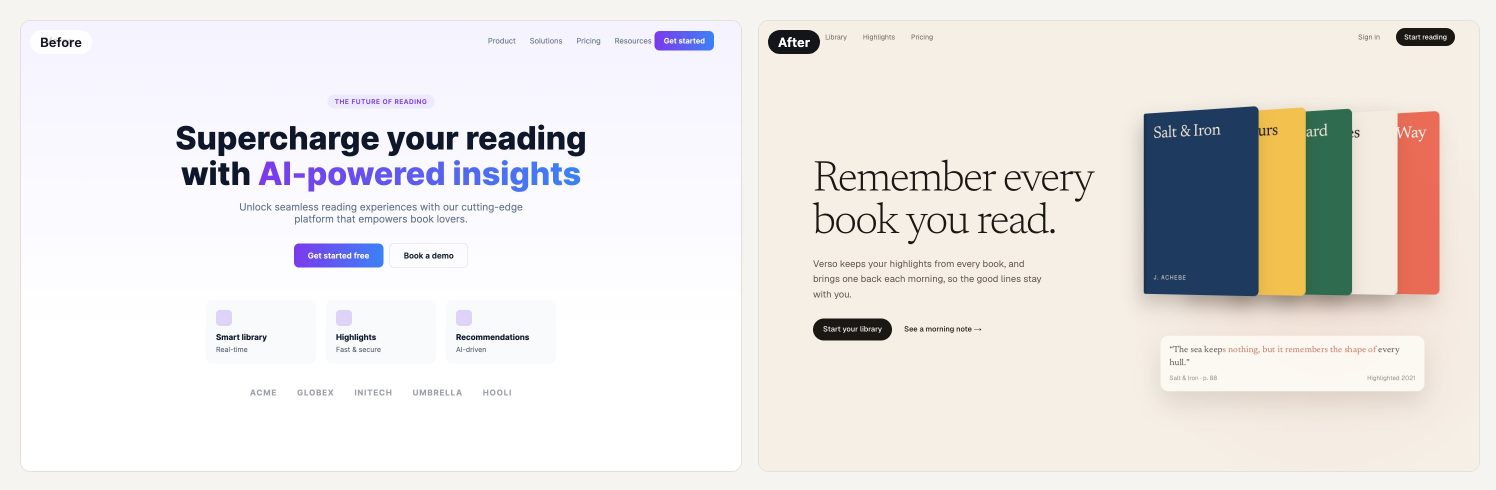 Before
Product Solutions Pricing Resources Get started
THE FUTURE OF READING
Supercharge your reading
with AI-powered insights
Unlock seamless reading experiences with our cutting-edge
platform that empowers book lovers.
Get started free Book a demo
Smart library
Real-time
Highlights
Fast & secure
Recommendations
AI-driven
ACME GLOBEX INITECH UMBRELLA HOOLI
After
Library Highlights Pricing Sign in Start reading
Remember every
book you read.
Verso keeps your highlights from every book, and
brings one back each morning, so the good lines stay
with you.
Start your library See a morning note →
Salt & Iron
urs
ard
es
Way
J. ACHEBE
“The sea keeps nothing, but it remembers the shape of every
hull.”
Salt & Iron · p. 88 Highlighted 2021